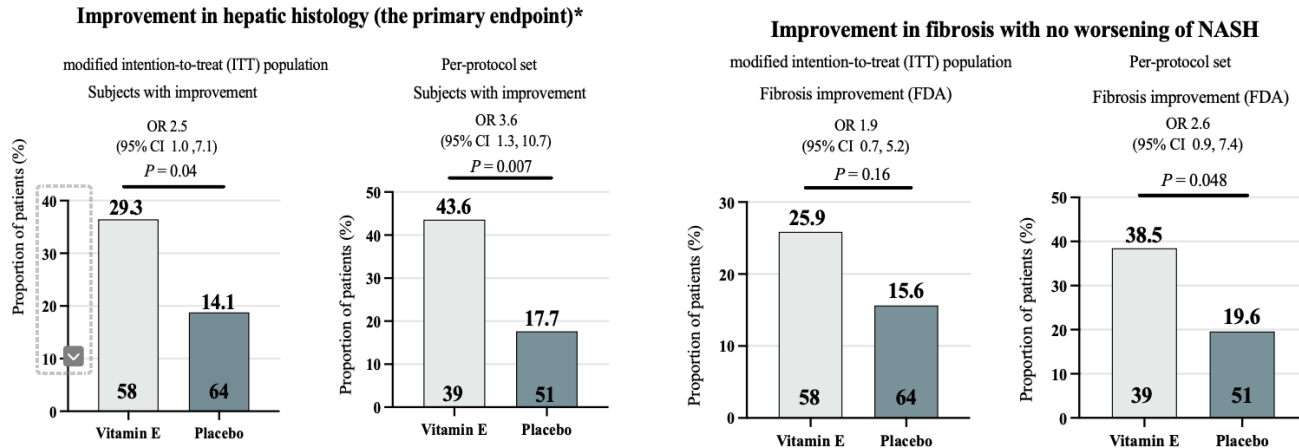 Improvement in hepatic histology (the primary endpoint)*
modified intention-to-treat (ITT) population
Subjects with improvement
OR 2.5
(95% CI 1.0 ,7.1)
P = 0.04
Proportion of patients (%)
40
30
20
10
0
29.3
14.1
58
64
Vitamin E
Placebo
Per-protocol set
Subjects with improvement
OR 3.6
(95% CI 1.3, 10.7)
P = 0.007
Proportion of patients (%)
50
40
30
20
10
0
43.6
17.7
39
51
Vitamin E
Placebo
Improvement in fibrosis with no worsening of NASH
modified intention-to-treat (ITT) population
Fibrosis improvement (FDA)
OR 1.9
(95% CI 0.7, 5.2)
P = 0.16
Proportion of patients (%)
30
20
10
0
25.9
15.6
58
64
Vitamin E
Placebo
Per-protocol set
Fibrosis improvement (FDA)
OR 2.6
(95% CI 0.9, 7.4)
P = 0.048
Proportion of patients (%)
50
40
30
20
10
0
38.5
19.6
39
51
Vitamin E
Placebo